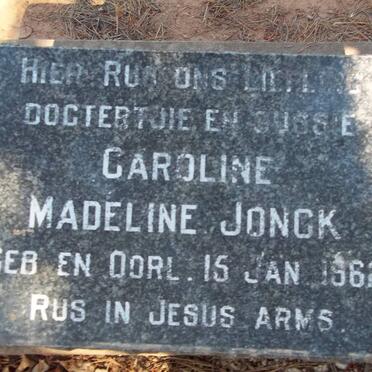 HIER RUS ONS LIEFLIKE
DOGTERTJIE EN SUSSIE
CAROLINE
MADELINE JONCK
GEB EN OORL. 15 JAN 1962
RUS IN JESUS ARMS.